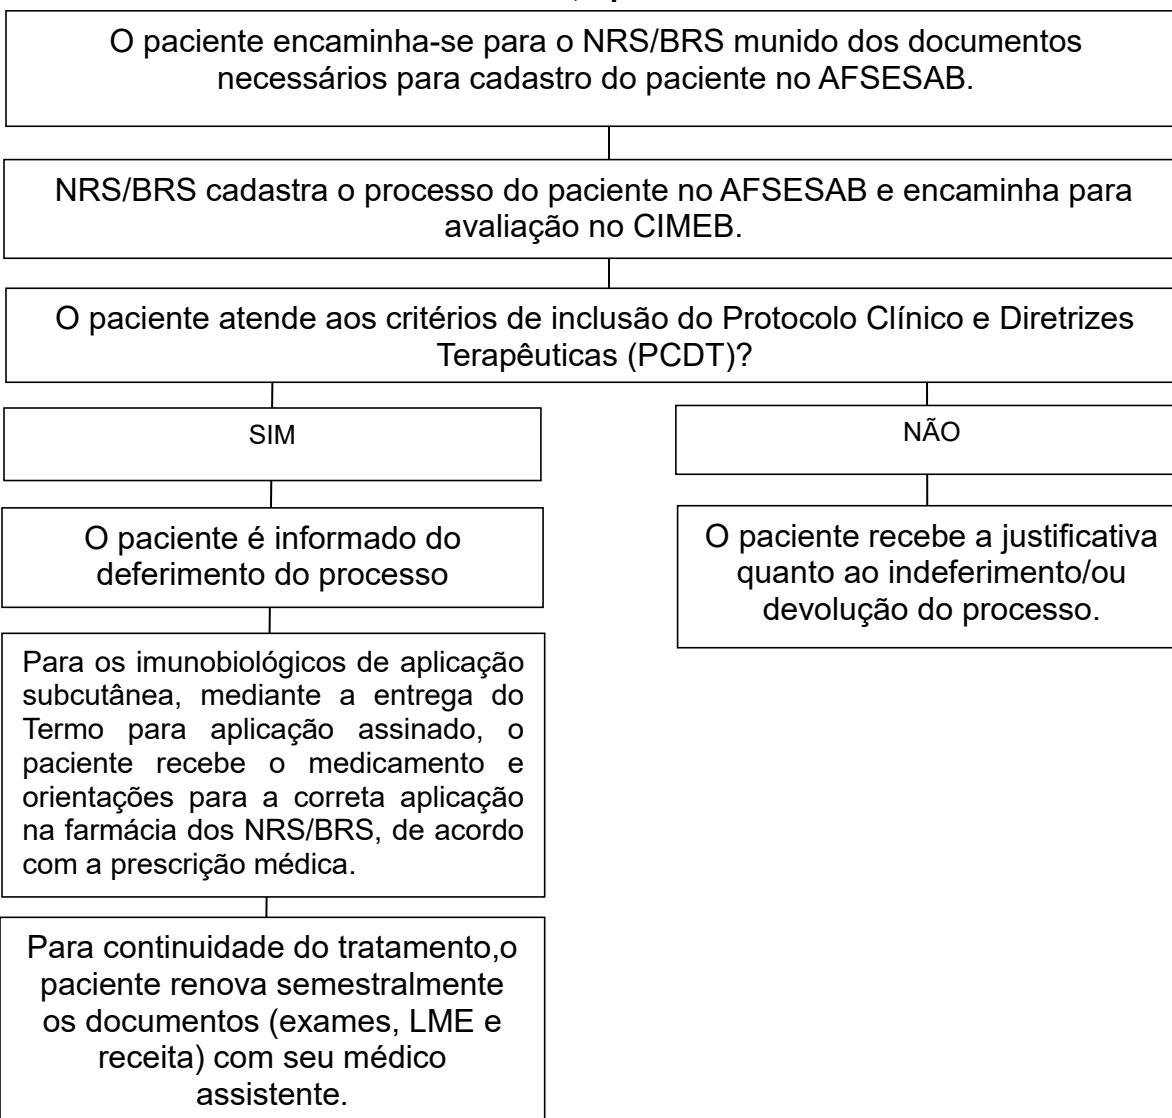 O paciente encaminha-se para o NRS/BRS munido dos documentos
necessários para cadastro do paciente no AFSESAB.
NRS/BRS cadastra o processo do paciente no AFSESAB e encaminha para
avaliação no CIMEB.
O paciente atende aos critérios de inclusão do Protocolo Clínico e Diretrizes
Terapêuticas (PCDT)?
SIM
NÃO
O paciente é informado do
deferimento do processo
O paciente recebe a justificativa
quanto ao indeferimento/ou
devolução do processo.
Para os imunobiológicos de aplicação
subcutânea, mediante a entrega do
Termo para aplicação assinado, o
paciente recebe o medicamento e
orientações para a correta aplicação
na farmácia dos NRS/BRS, de acordo
com a prescrição médica.
Para continuidade do tratamento,o
paciente renova semestralmente
os documentos (exames, LME e
receita) com seu médico
assistente.